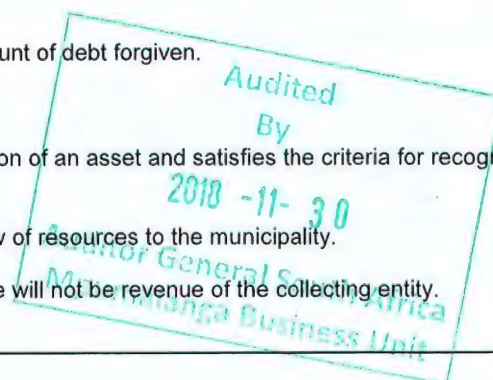 unt of debt forgiven.
Audited
By
on of an asset and satisfies the criteria for recog
2018 -11- 30
w of resources to the municipality.
Auditor General South Africa
e will not be revenue of the collecting entity.
Mpumalanga Business Unit